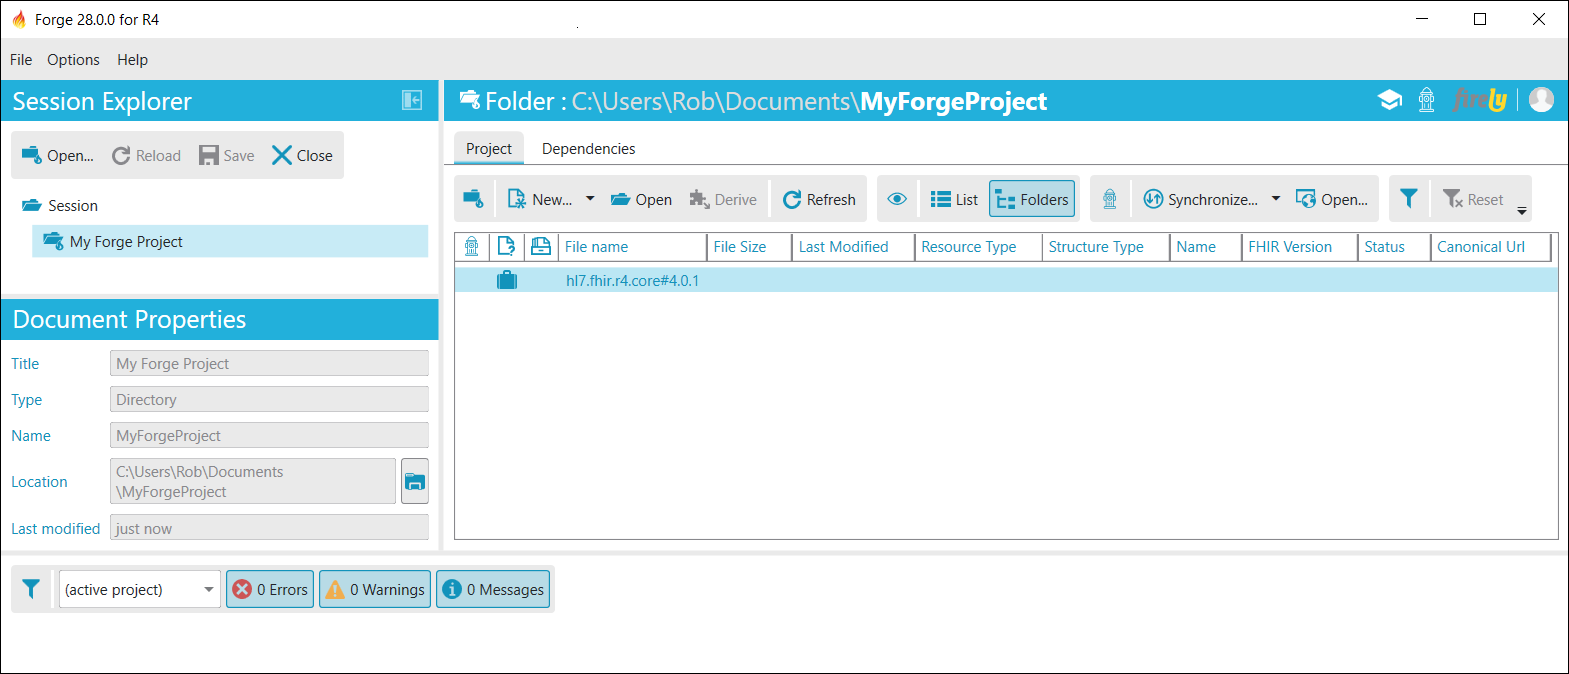 Forge 28.0.0 for R4
File Options Help
Session Explorer
Folder : C:\Users\Rob\Documents\MyForgeProject
firely
Open... Reload Save Close
Project Dependencies
New... Open Derive Refresh List Folders Synchronize... Open... Reset
Session
My Forge Project
File name File Size Last Modified Resource Type Structure Type Name FHIR Version Status Canonical Url
hl7.fhir.r4.core#4.0.1
Document Properties
Title My Forge Project
Type Directory
Name MyForgeProject
Location C:\Users\Rob\Documents
\MyForgeProject
Last modified just now
(active project) 0 Errors 0 Warnings 0 Messages